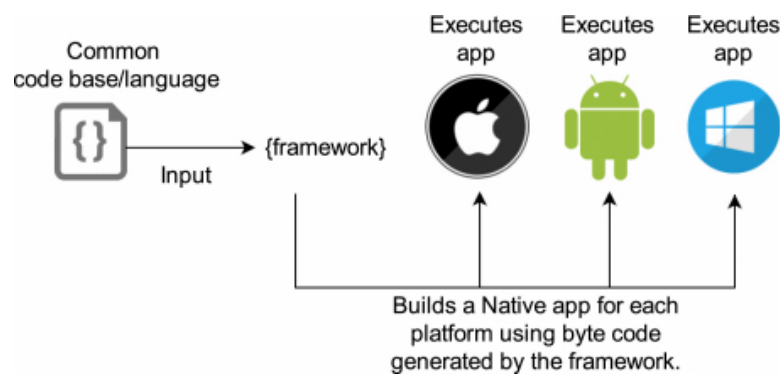 Common
code base/language
{}
Input
{framework}
Executes
app
Executes
app
Executes
app
Builds a Native app for each
platform using byte code
generated by the framework.